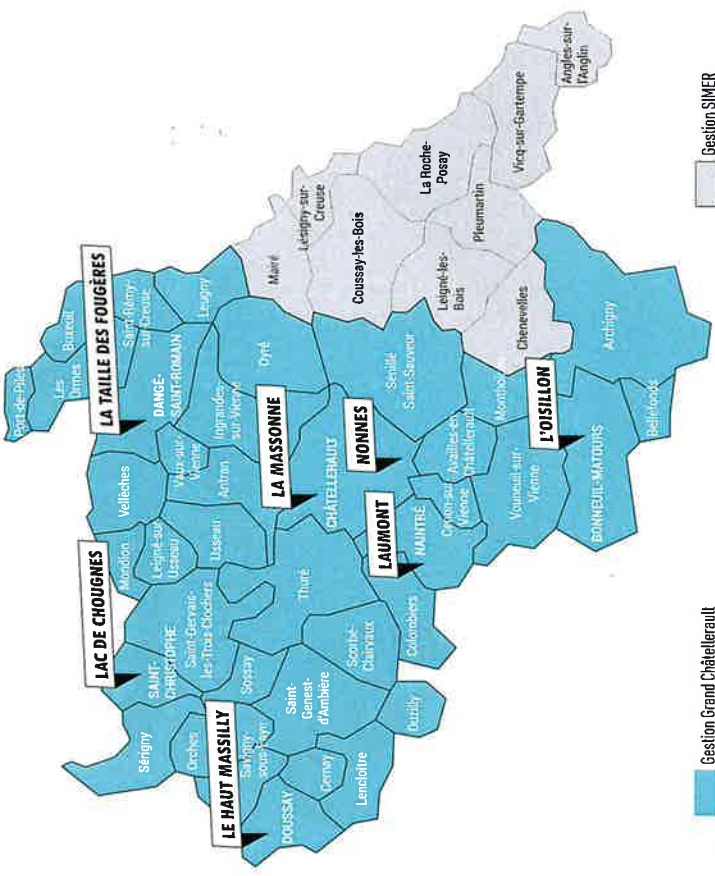 Port-de-Piles
Buxeuil
Les
Ormes
Saint-Rémy-
sur-Creuse
Leugny
LA TAILLE DES FOUGÈRES
DANGÉ-
SAINT-ROMAIN
Vellèches
Vaux-sur-
Vienne
Ingrandes
sur Vienne
Oyré
Antran
Mondion
Leigné-sur
Usseau
Usseau
LAC DE CHOUGNES
SAINT-
CHRISTOPHE
Saint-Gervais-
les-Trois-Clochers
Sérigny
Orches
Sossay
LE HAUT MASSILLY
Savigny-
sous-Faye
DOUSSAY
Cernay
Lencloître
Saint-
Genest-
d'Ambière
Ouzilly
Scorbé-
Clairvaux
Thuré
Colombiers
LA MASSONNE
CHÂTELLERAULT
NONNES
LAUMONT
NAINTRÉ
Cenon-sur
Vienne
Availles-en
Châtellerault
Senillé
Saint-Sauveur
Monthoiron
Vouneuil-sur-
Vienne
L'OISILLON
BONNEUIL-MATOURS
Archigny
Bellefonds
Mairé
Lésigny-sur-
Creuse
Coussay-les-Bois
La Roche-
Posay
Leigné-les-
Bois
Pleumartin
Chenevelles
Vicq-sur-Gartempe
Angles-sur-
l'Anglin
Gestion Grand Châtellerault
Gestion SIMER